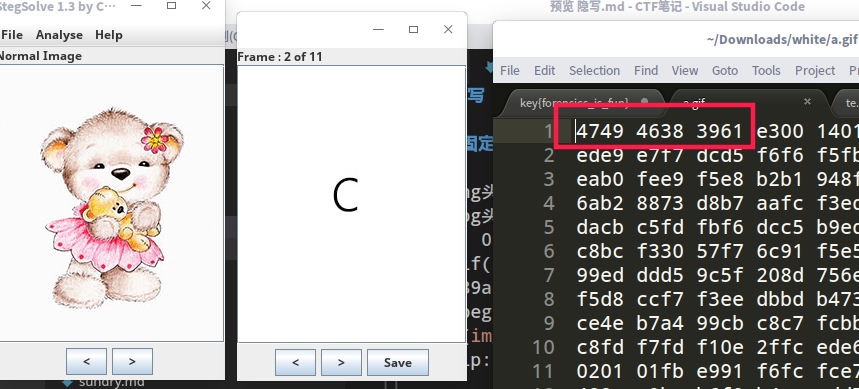 StegSolve 1.3 by C...
File Analyse Help
Normal Image
< >
sundry.md
Frame : 2 of 11
C
< > Save
预览 隐写.md - CTF笔记 - Visual Studio Code
~/Downloads/white/a.gif
File Edit Selection Find View Goto Tools Project
key{forensics_is_fun} a.gif × te.
1 4749 4638 3961 e300 1401
2 ede9 e7f7 dcd5 f6f6 f5fb
3 eab0 fee9 f5e8 b2b1 948f
4 6ab2 8873 d8b7 aafc f3ed
5 dacb c5fd fbf6 dcc5 b9ed
6 c8bc f330 57f7 6c91 f5e5
7 99ed ddd5 9c5f 208d 756e
8 f5d8 ccf7 f3ee dbbd b473
9 ce4e b7a4 99cb c8c7 fcbb
10 c8fd f7fd f10e 2ffc ede6
11 0201 01fb e991 f6fc fce7